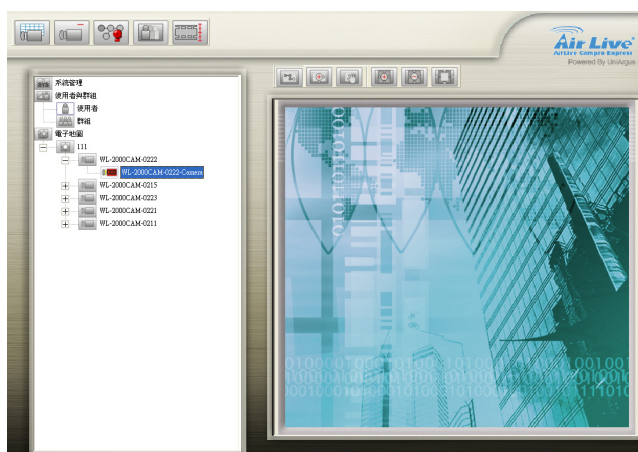 Air Live
AirLive Campro Express
Powered By UniArgus
SYS 系統管理
使用者與群組
使用者
群組
電子地圖
111
WL-2000CAM-0222
WL-2000CAM-0222-Camera
WL-2000CAM-0215
WL-2000CAM-0223
WL-2000CAM-0221
WL-2000CAM-0211